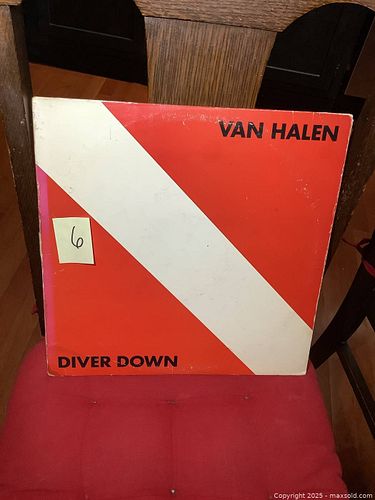 VAN HALEN
6
DIVER DOWN
Copyright © 2025 - maxsold.com